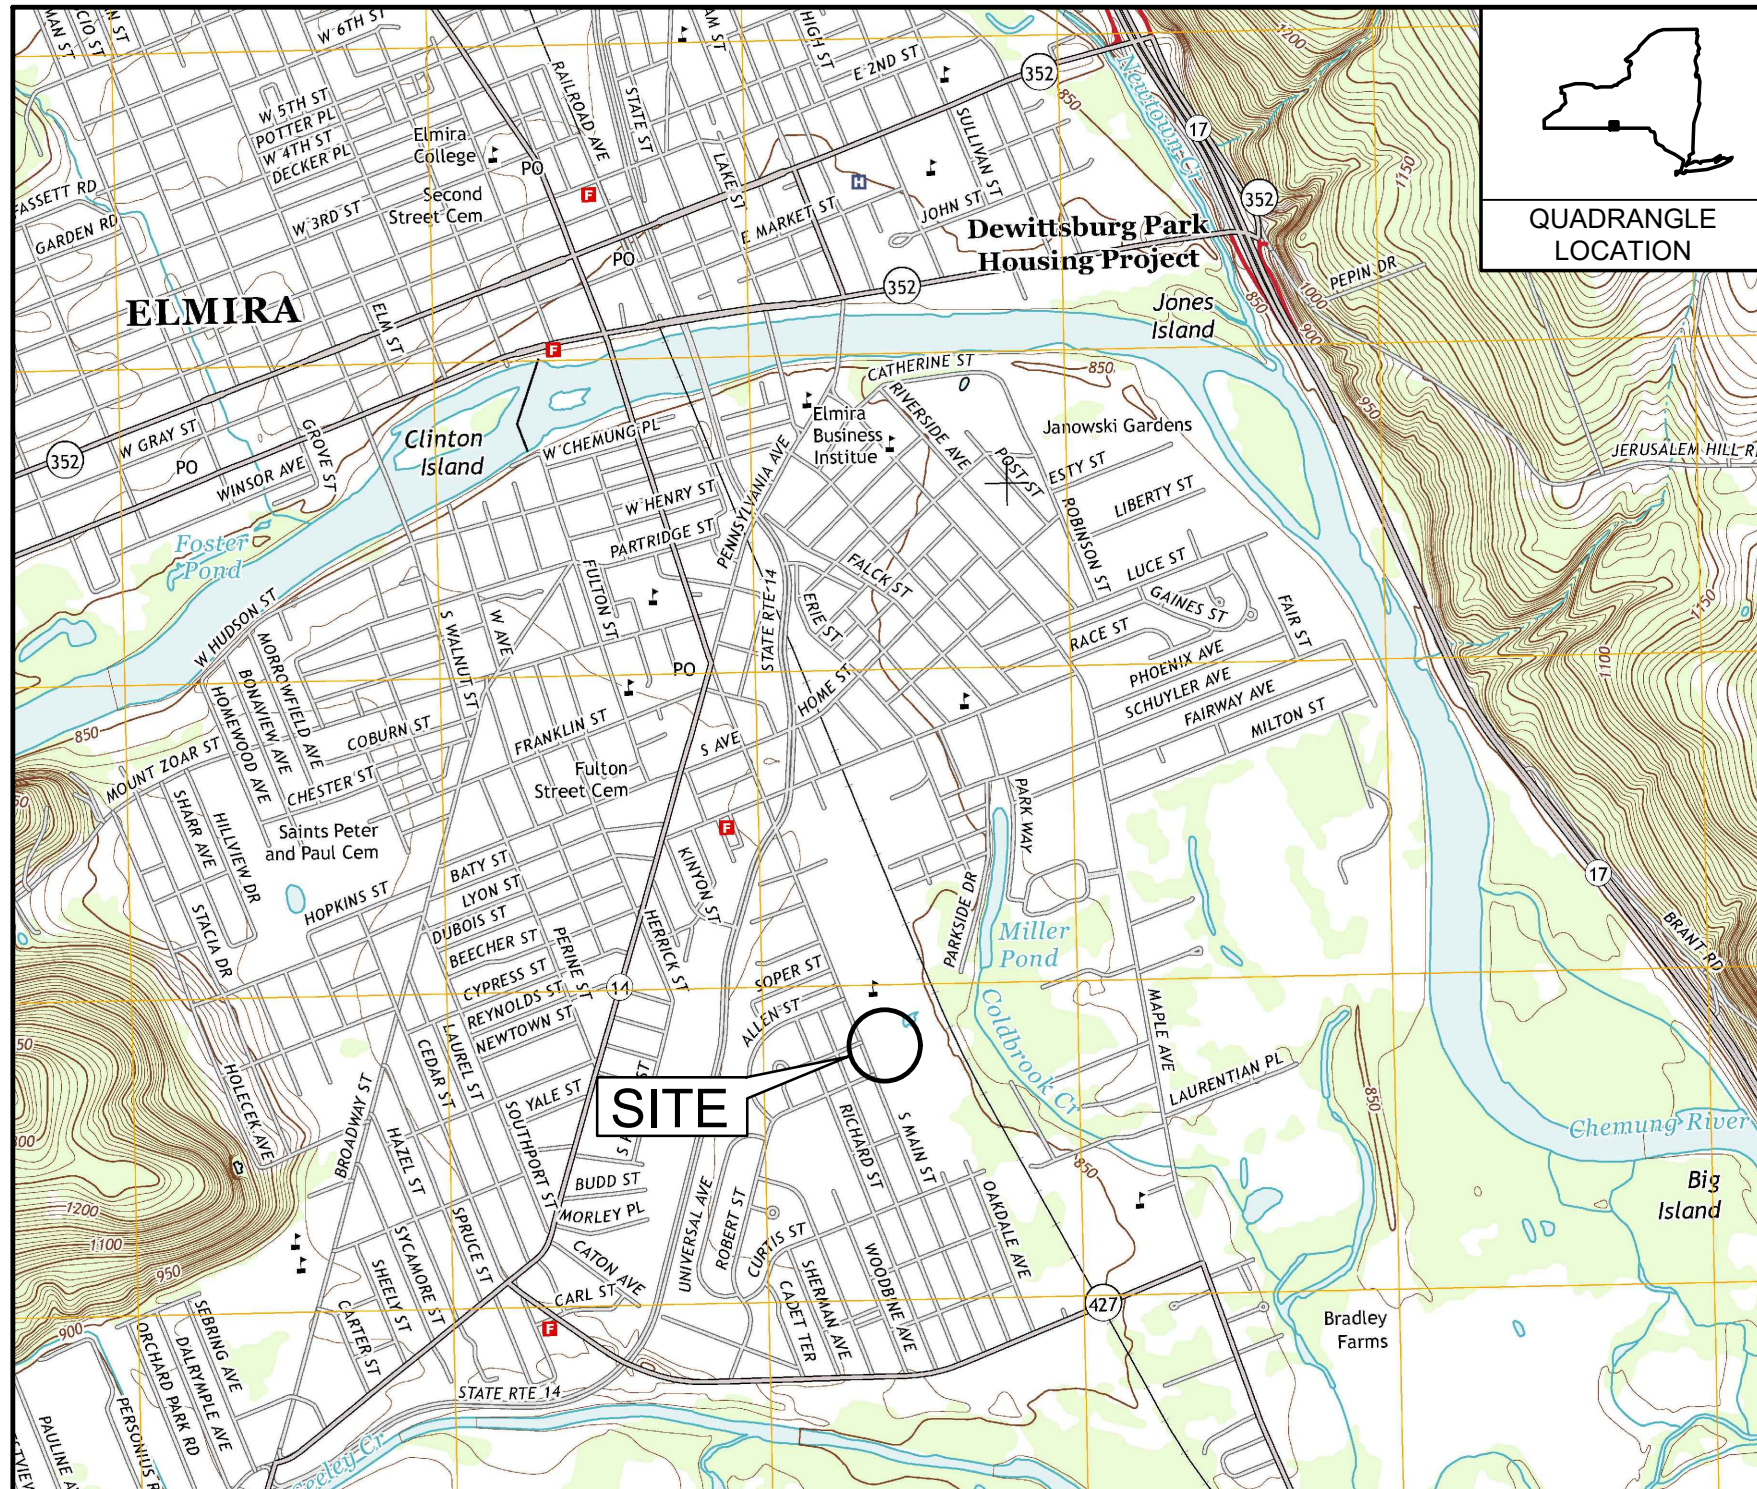 W 6TH ST
HIGH ST
E 2ND ST
352
1200
QUADRANGLE
LOCATION
W 5TH ST
POTTER PL
W 4TH ST
DECKER PL
RAILROAD AVE
STATE ST
Elmira
College
PO
850
Newtown Cr
17
SULLIVAN ST
1150
FASSETT RD
GARDEN RD
W 3RD ST
Second
Street Cem
F
LAKE ST
H
E MARKET ST
JOHN ST
352
Dewittsburg Park
Housing Project
PO
352
PEPIN DR
850
1000
900
ELMIRA
ELM ST
F
Jones
Island
CATHERINE ST
850
950
352
W GRAY ST
PO
WINSOR AVE
GROVE ST
Clinton
Island
W CHEMUNG PL
Elmira
Business
Institue
RIVERSIDE AVE
Janowski Gardens
POST ST
ESTY ST
LIBERTY ST
JERUSALEM HILL R
PENNSYLVANIA AVE
W HENRY ST
PARTRIDGE ST
ROBINSON ST
Foster
Pond
FULTON ST
FALCK ST
LUCE ST
GAINES ST
FAIR ST
STATE RTE 14
ERIE ST
RACE ST
1150
1100
W HUDSON ST
MORROWFIELD AVE
BONAVIEW AVE
HOMEWOOD AVE
S WALNUT ST
W AVE
PO
HOME ST
PHOENIX AVE
SCHUYLER AVE
FAIRWAY AVE
MILTON ST
850
MOUNT ZOAR ST
COBURN ST
CHESTER ST
FRANKLIN ST
S AVE
Fulton
Street Cem
SHARR AVE
HILLVIEW DR
Saints Peter
and Paul Cem
F
KINYON ST
PARK WAY
17
BATY ST
LYON ST
DUBOIS ST
BEECHER ST
CYPRESS ST
REYNOLDS ST
NEWTOWN ST
HOPKINS ST
STACIA DR
PERINE ST
HERRICK ST
14
PARKSIDE DR
Miller
Pond
BRANT RD
SOPER ST
ALLEN ST
Coldbrook Cr
MAPLE AVE
LAURENTIAN PL
850
CEDAR ST
LAUREL ST
YALE ST
SITE
HOLECEK AVE
BROADWAY ST
HAZEL ST
SOUTHPORT ST
RICHARD ST
S MAIN ST
850
Chemung River
Big
Island
1200
1100
950
900
BUDD ST
MORLEY PL
CATON AVE
CARL ST
UNIVERSAL AVE
ROBERT ST
CURTIS ST
OAKDALE AVE
WOODBINE AVE
SHERMAN AVE
CADET TER
SPRUCE ST
SYCAMORE ST
SHEELY ST
CARTER ST
F
427
Bradley
Farms
SEBRING AVE
DALRYMPLE AVE
ORCHARD PARK RD
STATE RTE 14
PERSONIUS R
PAULINE A
Seeley Cr